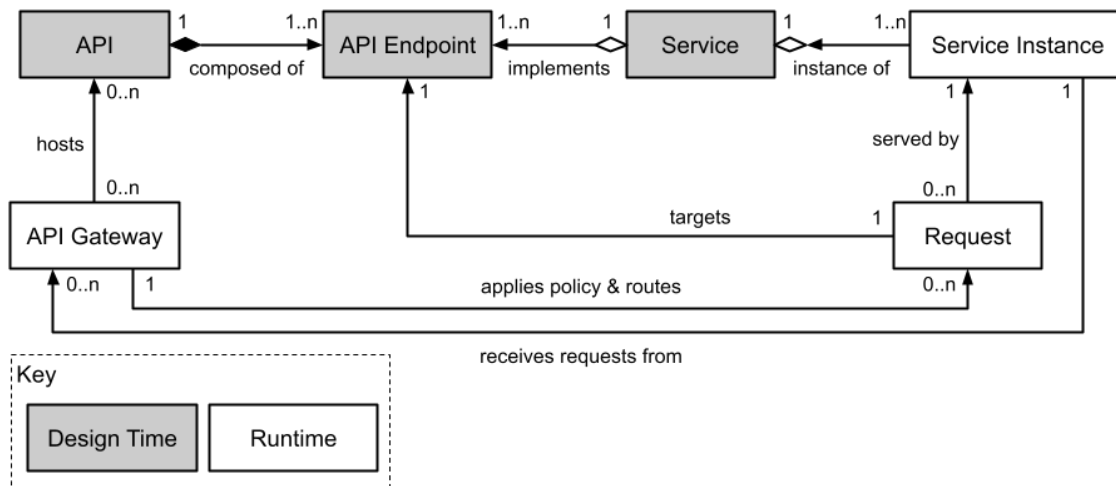 1
1..n
1..n
1
1
1..n
API
API Endpoint
Service
Service Instance
composed of
implements
instance of
0..n
1
1
1
hosts
served by
0..n
0..n
targets
1
API Gateway
Request
0..n
1
applies policy & routes
0..n
receives requests from
Key
Design Time
Runtime